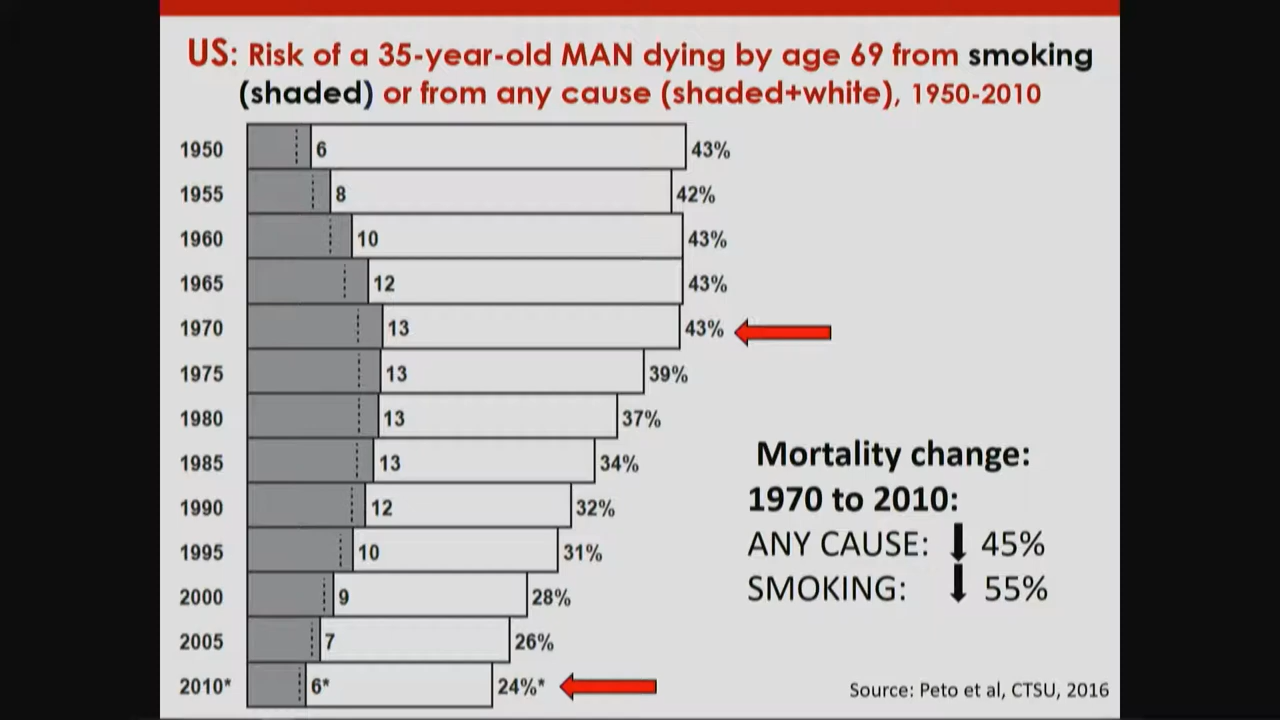 US: Risk of a 35-year-old MAN dying by age 69 from smoking
(shaded) or from any cause (shaded+white), 1950-2010
1950 6 43%
1955 8 42%
1960 10 43%
1965 12 43%
1970 13 43%
1975 13 39%
1980 13 37%
1985 13 34%
1990 12 32%
1995 10 31%
2000 9 28%
2005 7 26%
2010* 6* 24%*
Mortality change:
1970 to 2010:
ANY CAUSE: 45%
SMOKING: 55%
Source: Peto et al, CTSU, 2016